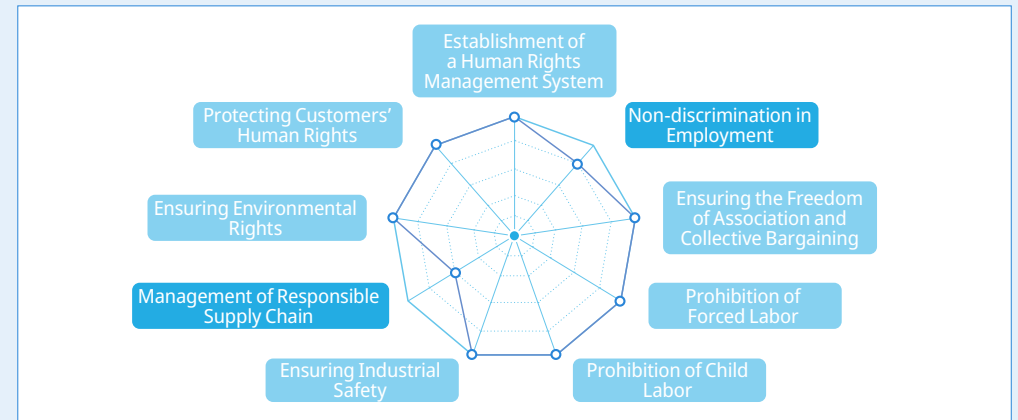 Establishment of
a Human Rights
Management System
Non-discrimination in
Employment
Ensuring the Freedom
of Association and
Collective Bargaining
Prohibition of
Forced Labor
Prohibition of Child
Labor
Ensuring Industrial
Safety
Management of Responsible
Supply Chain
Ensuring Environmental
Rights
Protecting Customers’
Human Rights